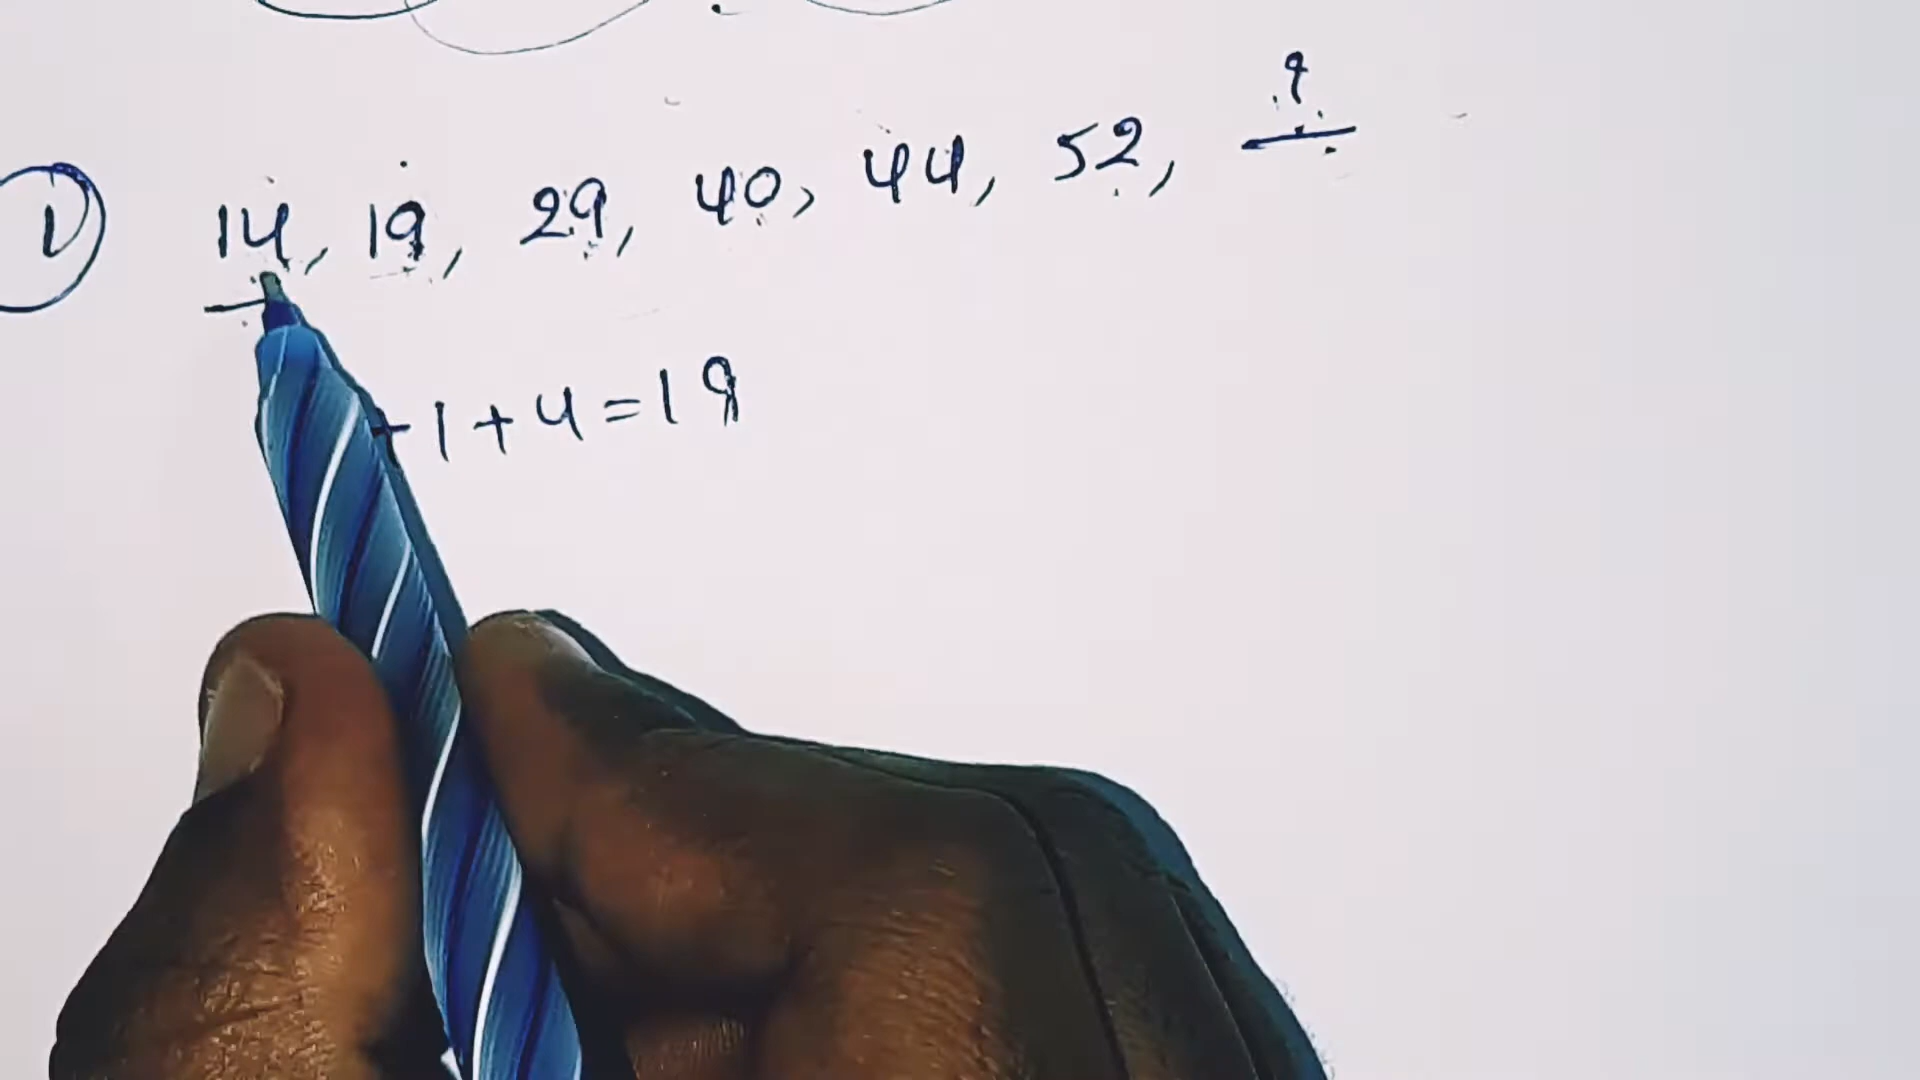 ?
1) 14, 19, 29, 40, 44, 52,
+1+4=19